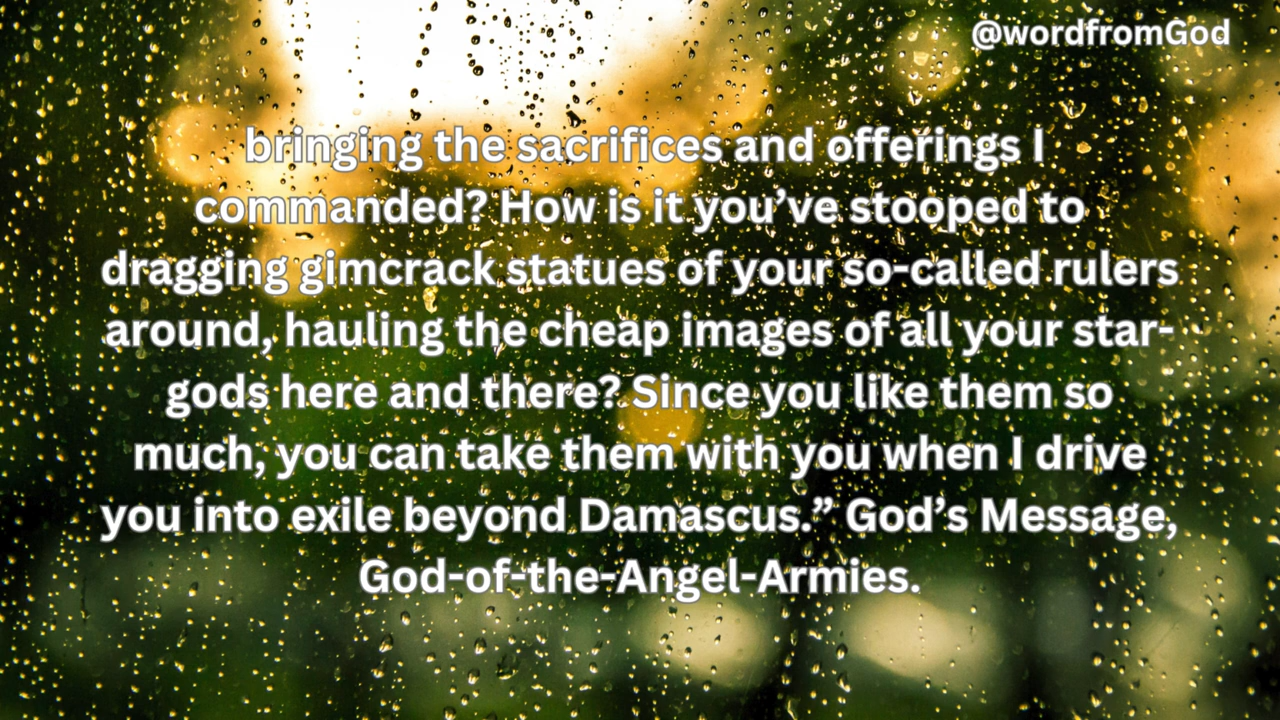 @wordfromGod
bringing the sacrifices and offerings I
commanded? How is it you’ve stooped to
dragging gimcrack statues of your so-called rulers
around, hauling the cheap images of all your star-
gods here and there? Since you like them so
much, you can take them with you when I drive
you into exile beyond Damascus.” God’s Message,
God-of-the-Angel-Armies.